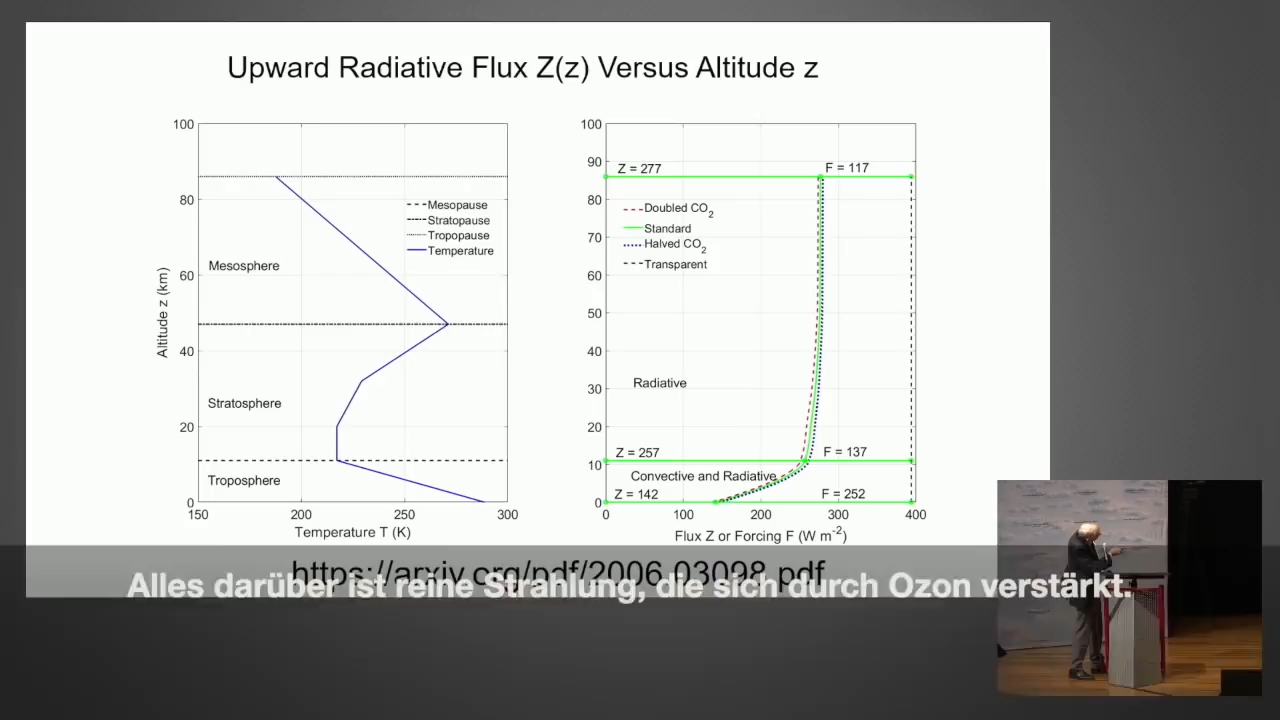 Upward Radiative Flux Z(z) Versus Altitude z
100
80
60
40
20
0
150
200
250
300
Altitude z (km)
Temperature T (K)
Mesopause
Stratopause
Tropopause
Temperature
Mesosphere
Stratosphere
Troposphere
100
90
80
70
60
50
40
30
20
10
0
0
100
200
300
400
Flux Z or Forcing F (W m-2)
Z = 277
F = 117
Doubled CO2
Standard
Halved CO2
Transparent
Radiative
Z = 257
F = 137
Convective and Radiative
Z = 142
F = 252
https://arxiv.org/pdf/2006.03098.pdf
Alles darüber ist reine Strahlung, die sich durch Ozon verstärkt.